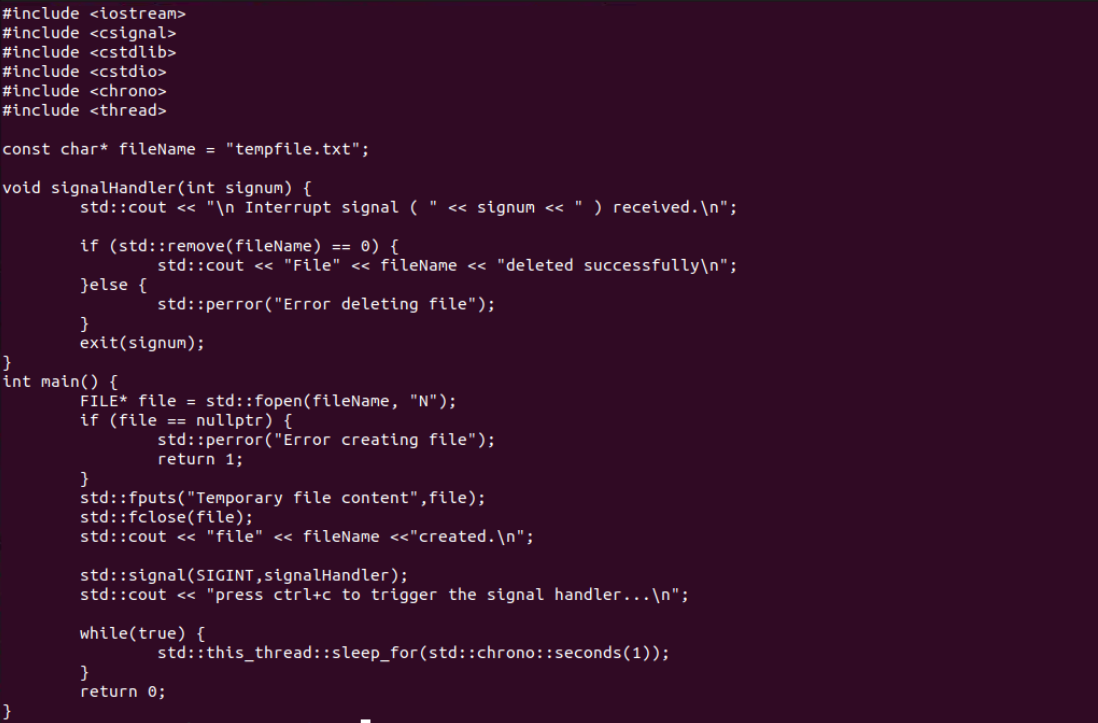 #include <iostream>
#include <csignal>
#include <cstdlib>
#include <cstdio>
#include <chrono>
#include <thread>

const char* fileName = "tempfile.txt";

void signalHandler(int signum) {
        std::cout << "\n Interrupt signal ( " << signum << " ) received.\n";

        if (std::remove(fileName) == 0) {
                std::cout << "File" << fileName << "deleted successfully\n";
        }else {
                std::perror("Error deleting file");
        }
        exit(signum);
}
int main() {
        FILE* file = std::fopen(fileName, "N");
        if (file == nullptr) {
                std::perror("Error creating file");
                return 1;
        }
        std::fputs("Temporary file content",file);
        std::fclose(file);
        std::cout << "file" << fileName <<"created.\n";

        std::signal(SIGINT,signalHandler);
        std::cout << "press ctrl+c to trigger the signal handler...\n";

        while(true) {
                std::this_thread::sleep_for(std::chrono::seconds(1));
        }
        return 0;
}